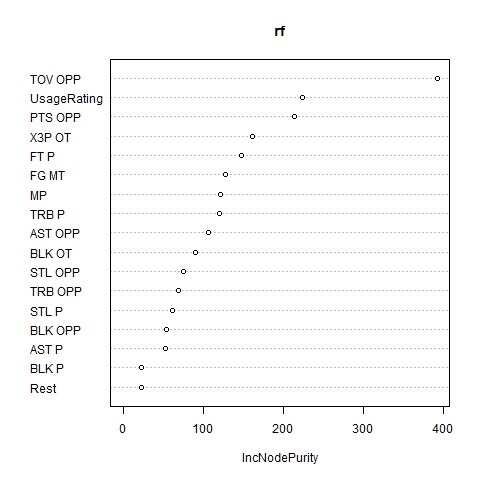 rf
TOV OPP
UsageRating
PTS OPP
X3P OT
FT P
FG MT
MP
TRB P
AST OPP
BLK OT
STL OPP
TRB OPP
STL P
BLK OPP
AST P
BLK P
Rest
0 100 200 300 400
IncNodePurity